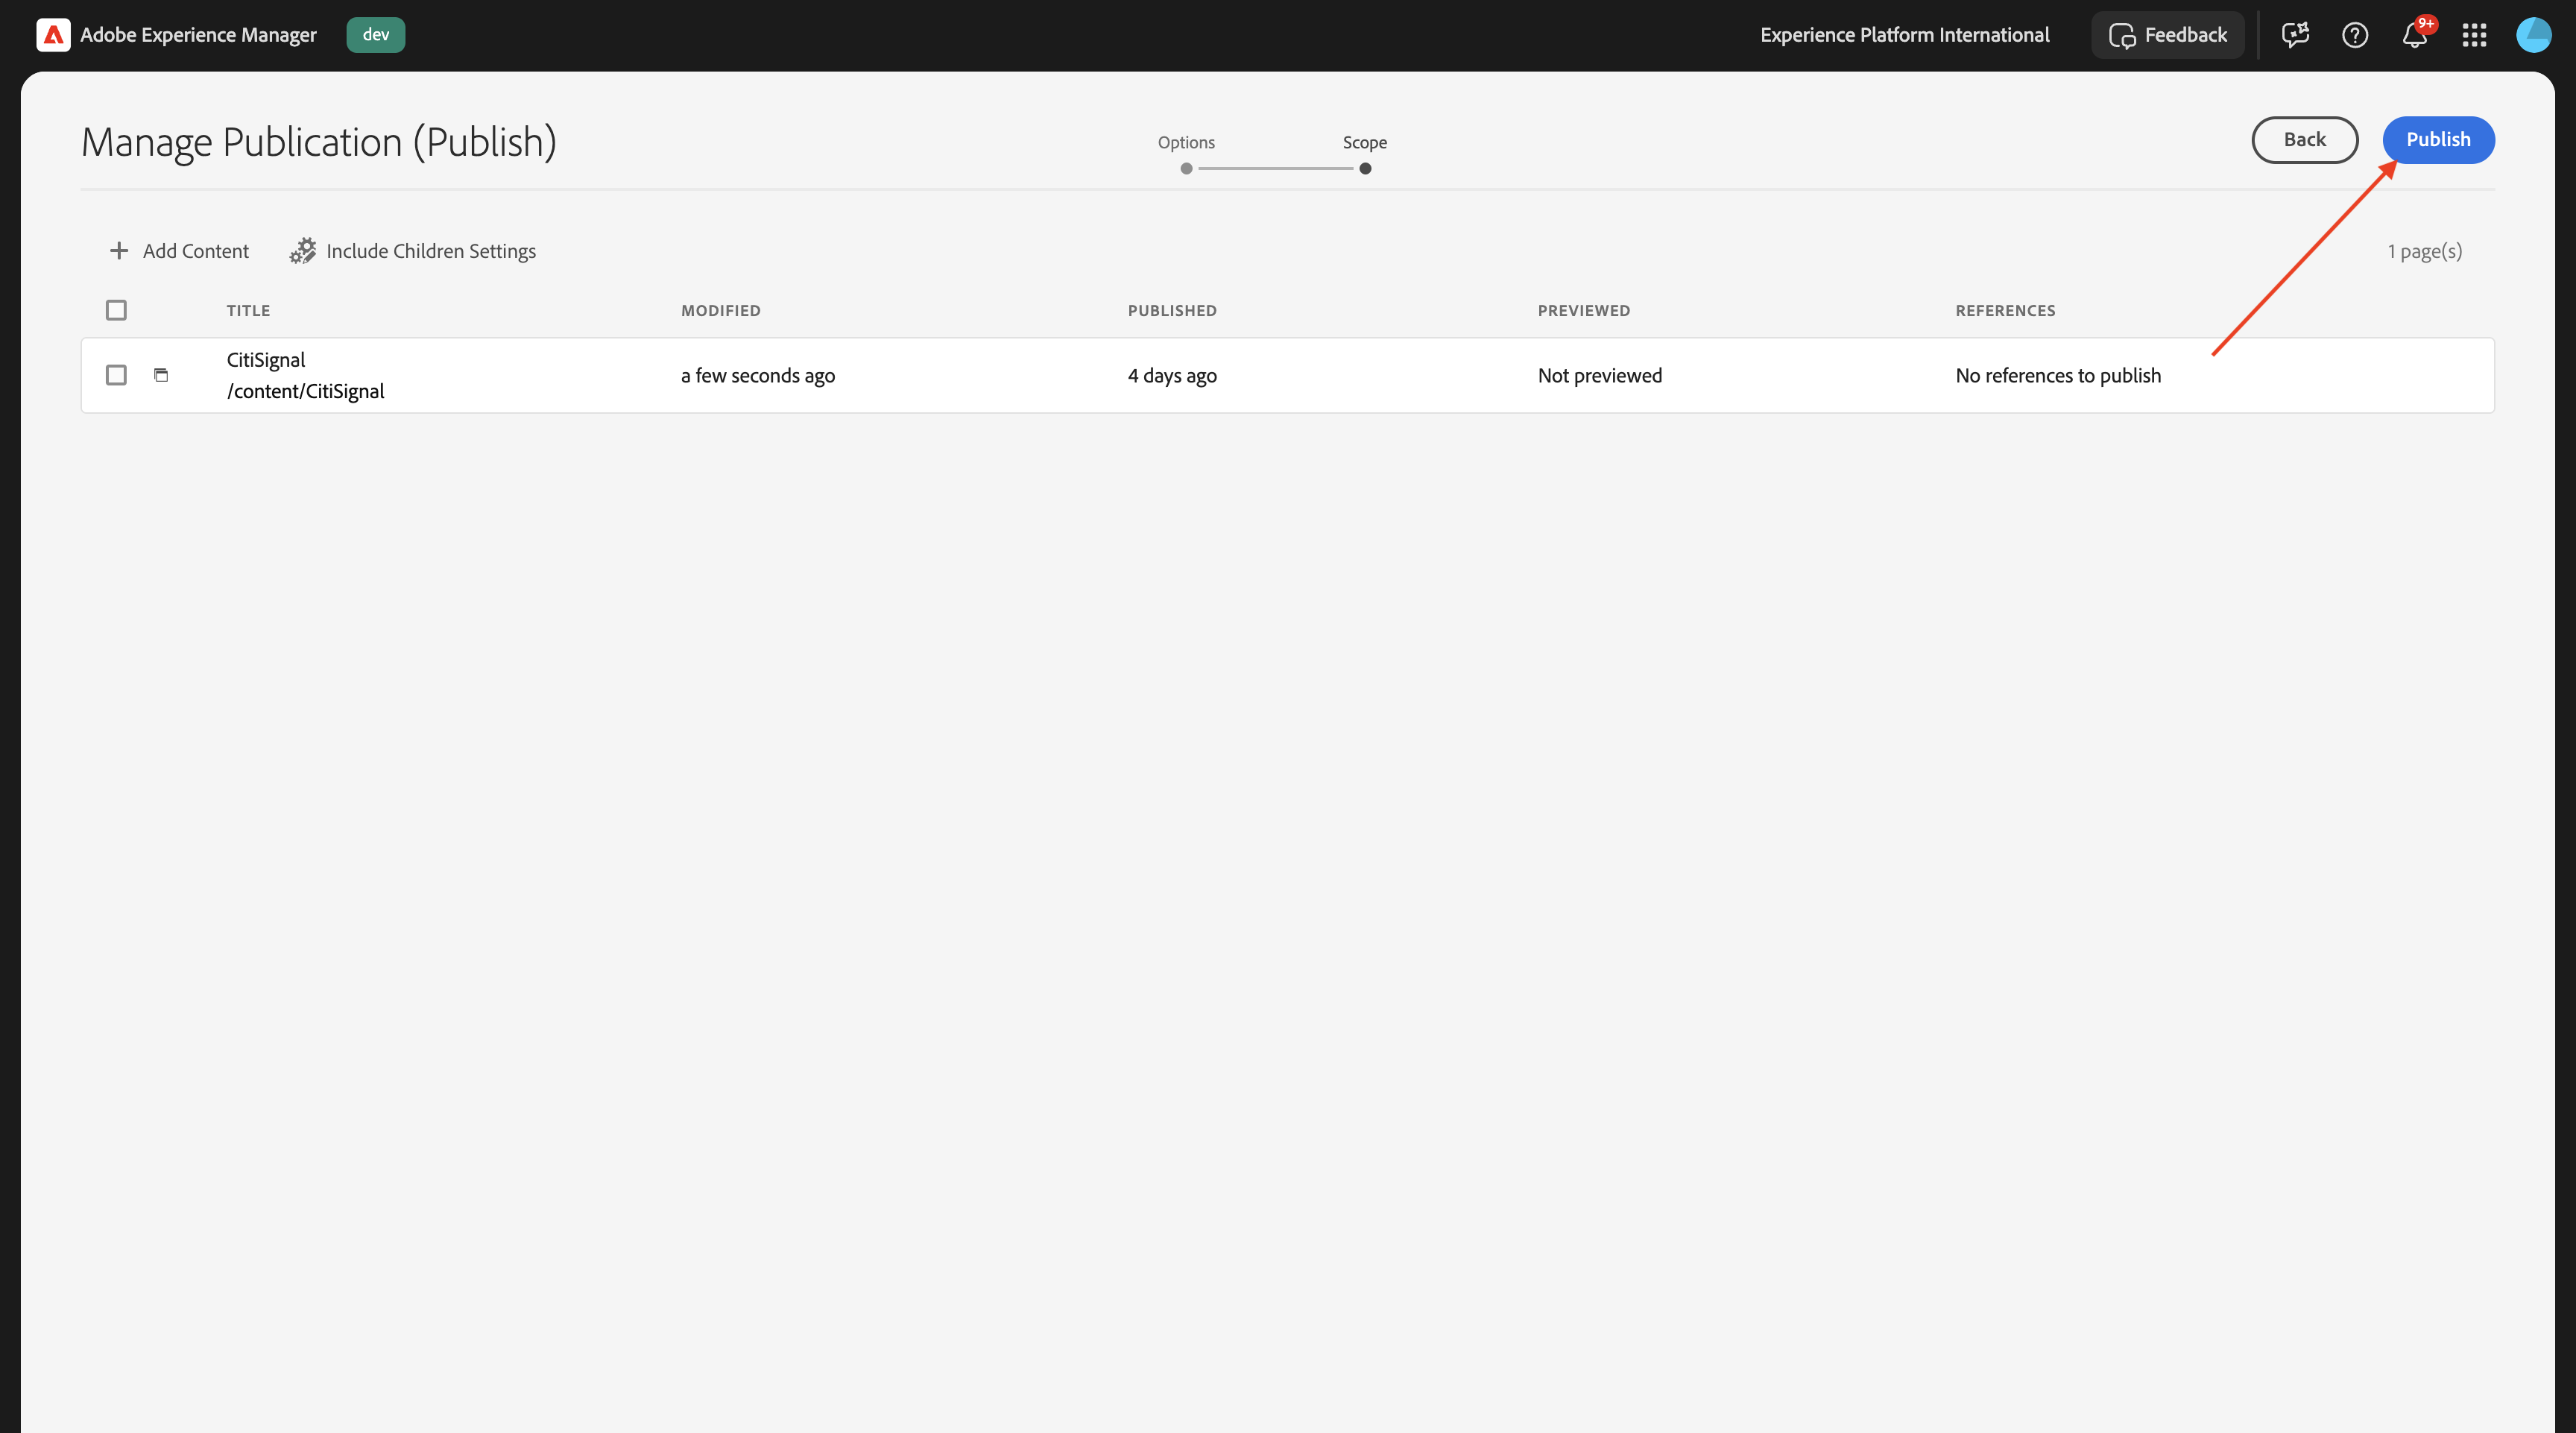 Adobe Experience Manager dev Experience Platform International Feedback 9+
Manage Publication (Publish) Options Scope Back Publish
Add Content Include Children Settings 1 page(s)
TITLE MODIFIED PUBLISHED PREVIEWED REFERENCES
CitiSignal
/content/CitiSignal a few seconds ago 4 days ago Not previewed No references to publish